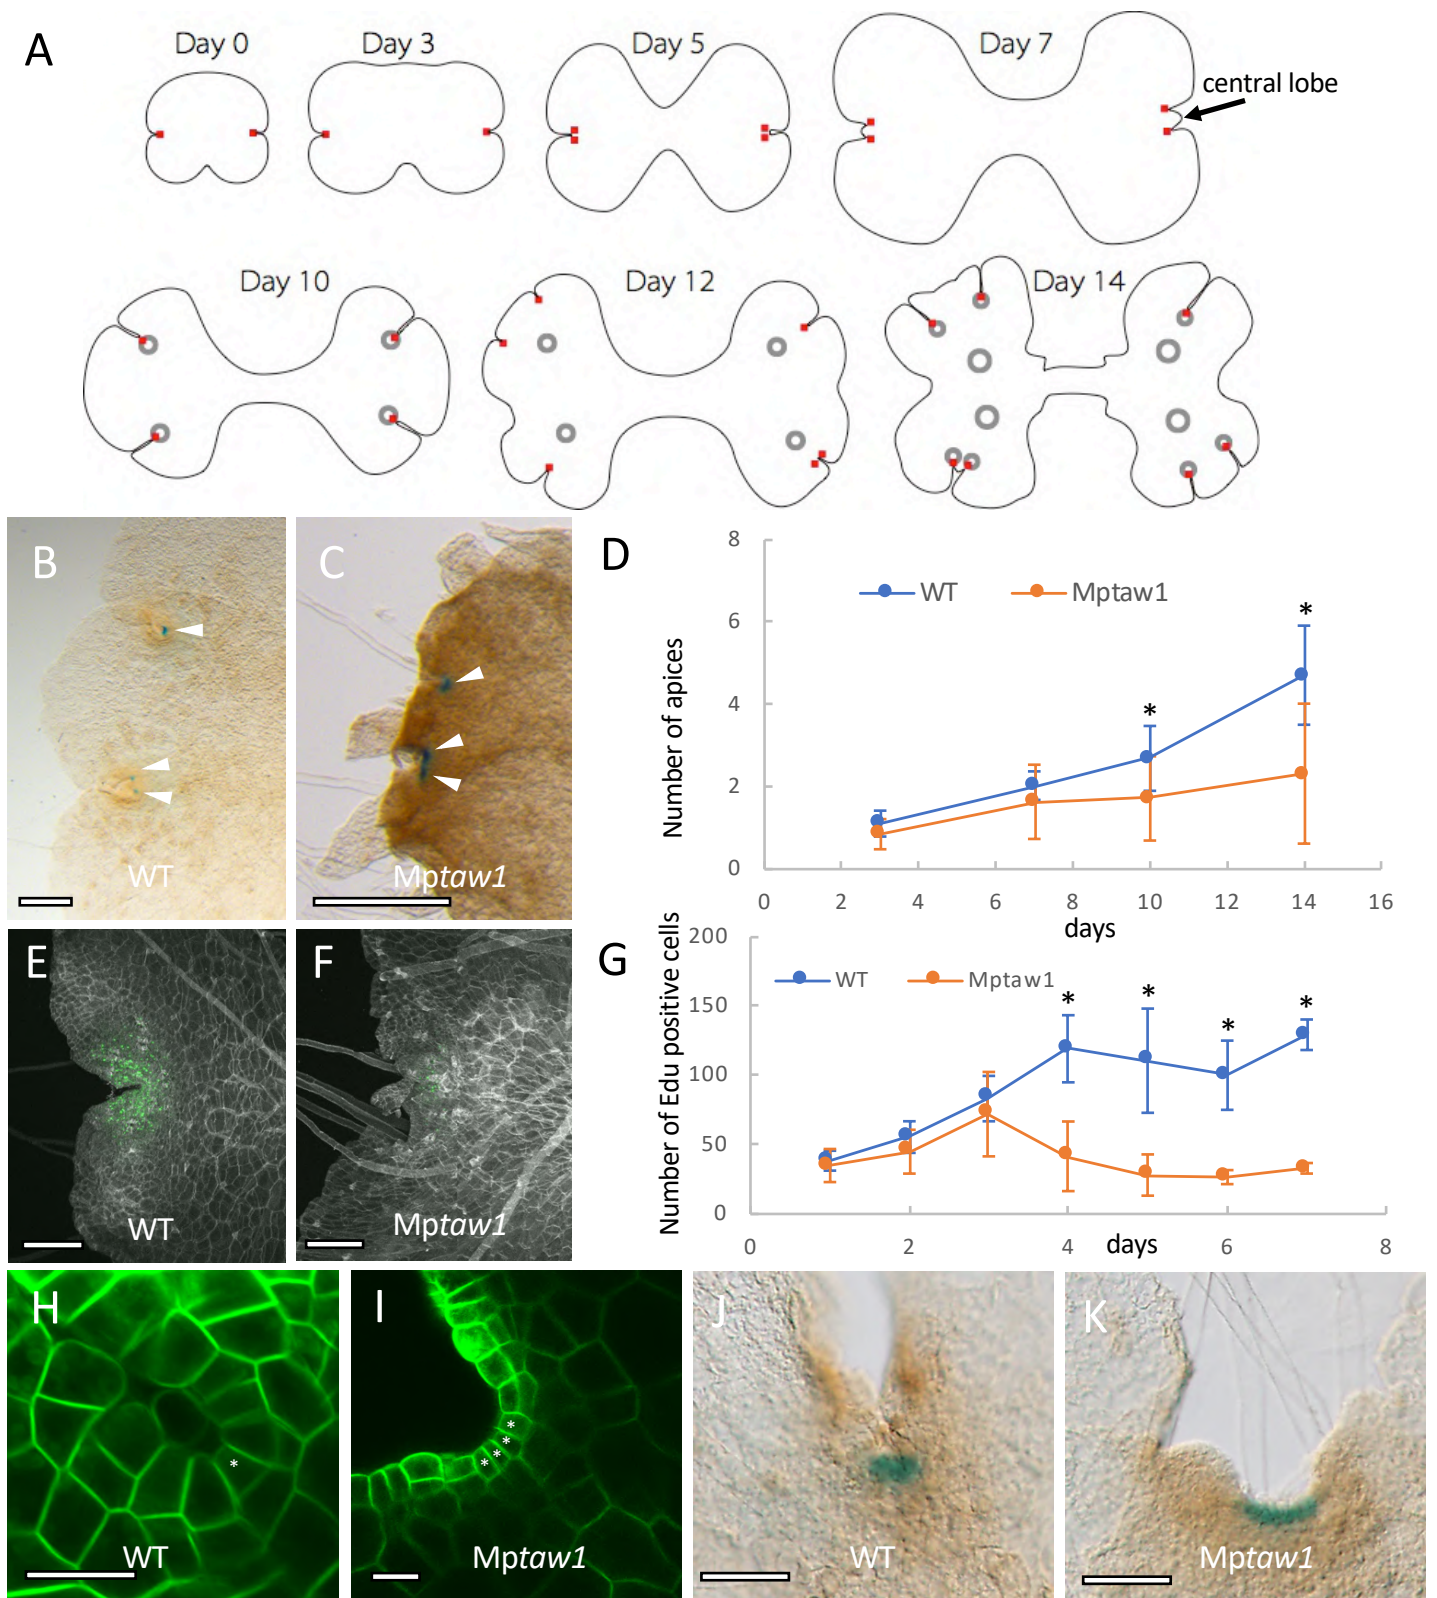 A
Day 0
Day 3
Day 5
Day 7
central lobe
Day 10
Day 12
Day 14
B
WT
C
Mptaw1
D
8
6
4
2
0
Number of apices
WT
Mptaw1
*
*
0
2
4
6
8
10
12
14
16
days
E
WT
F
Mptaw1
G
200
150
100
50
0
Number of Edu positive cells
WT
Mptaw1
*
*
*
*
0
2
4
6
8
days
H
*
WT
I
*
*
*
*
Mptaw1
J
WT
K
Mptaw1